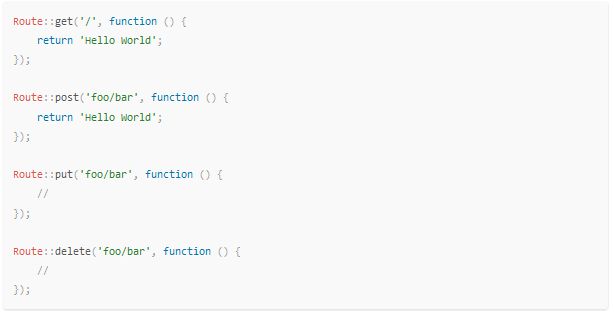 Route::get('/', function () {
    return 'Hello World';
});
Route::post('foo/bar', function () {
    return 'Hello World';
});
Route::put('foo/bar', function () {
    //
});
Route::delete('foo/bar', function () {
    //
});